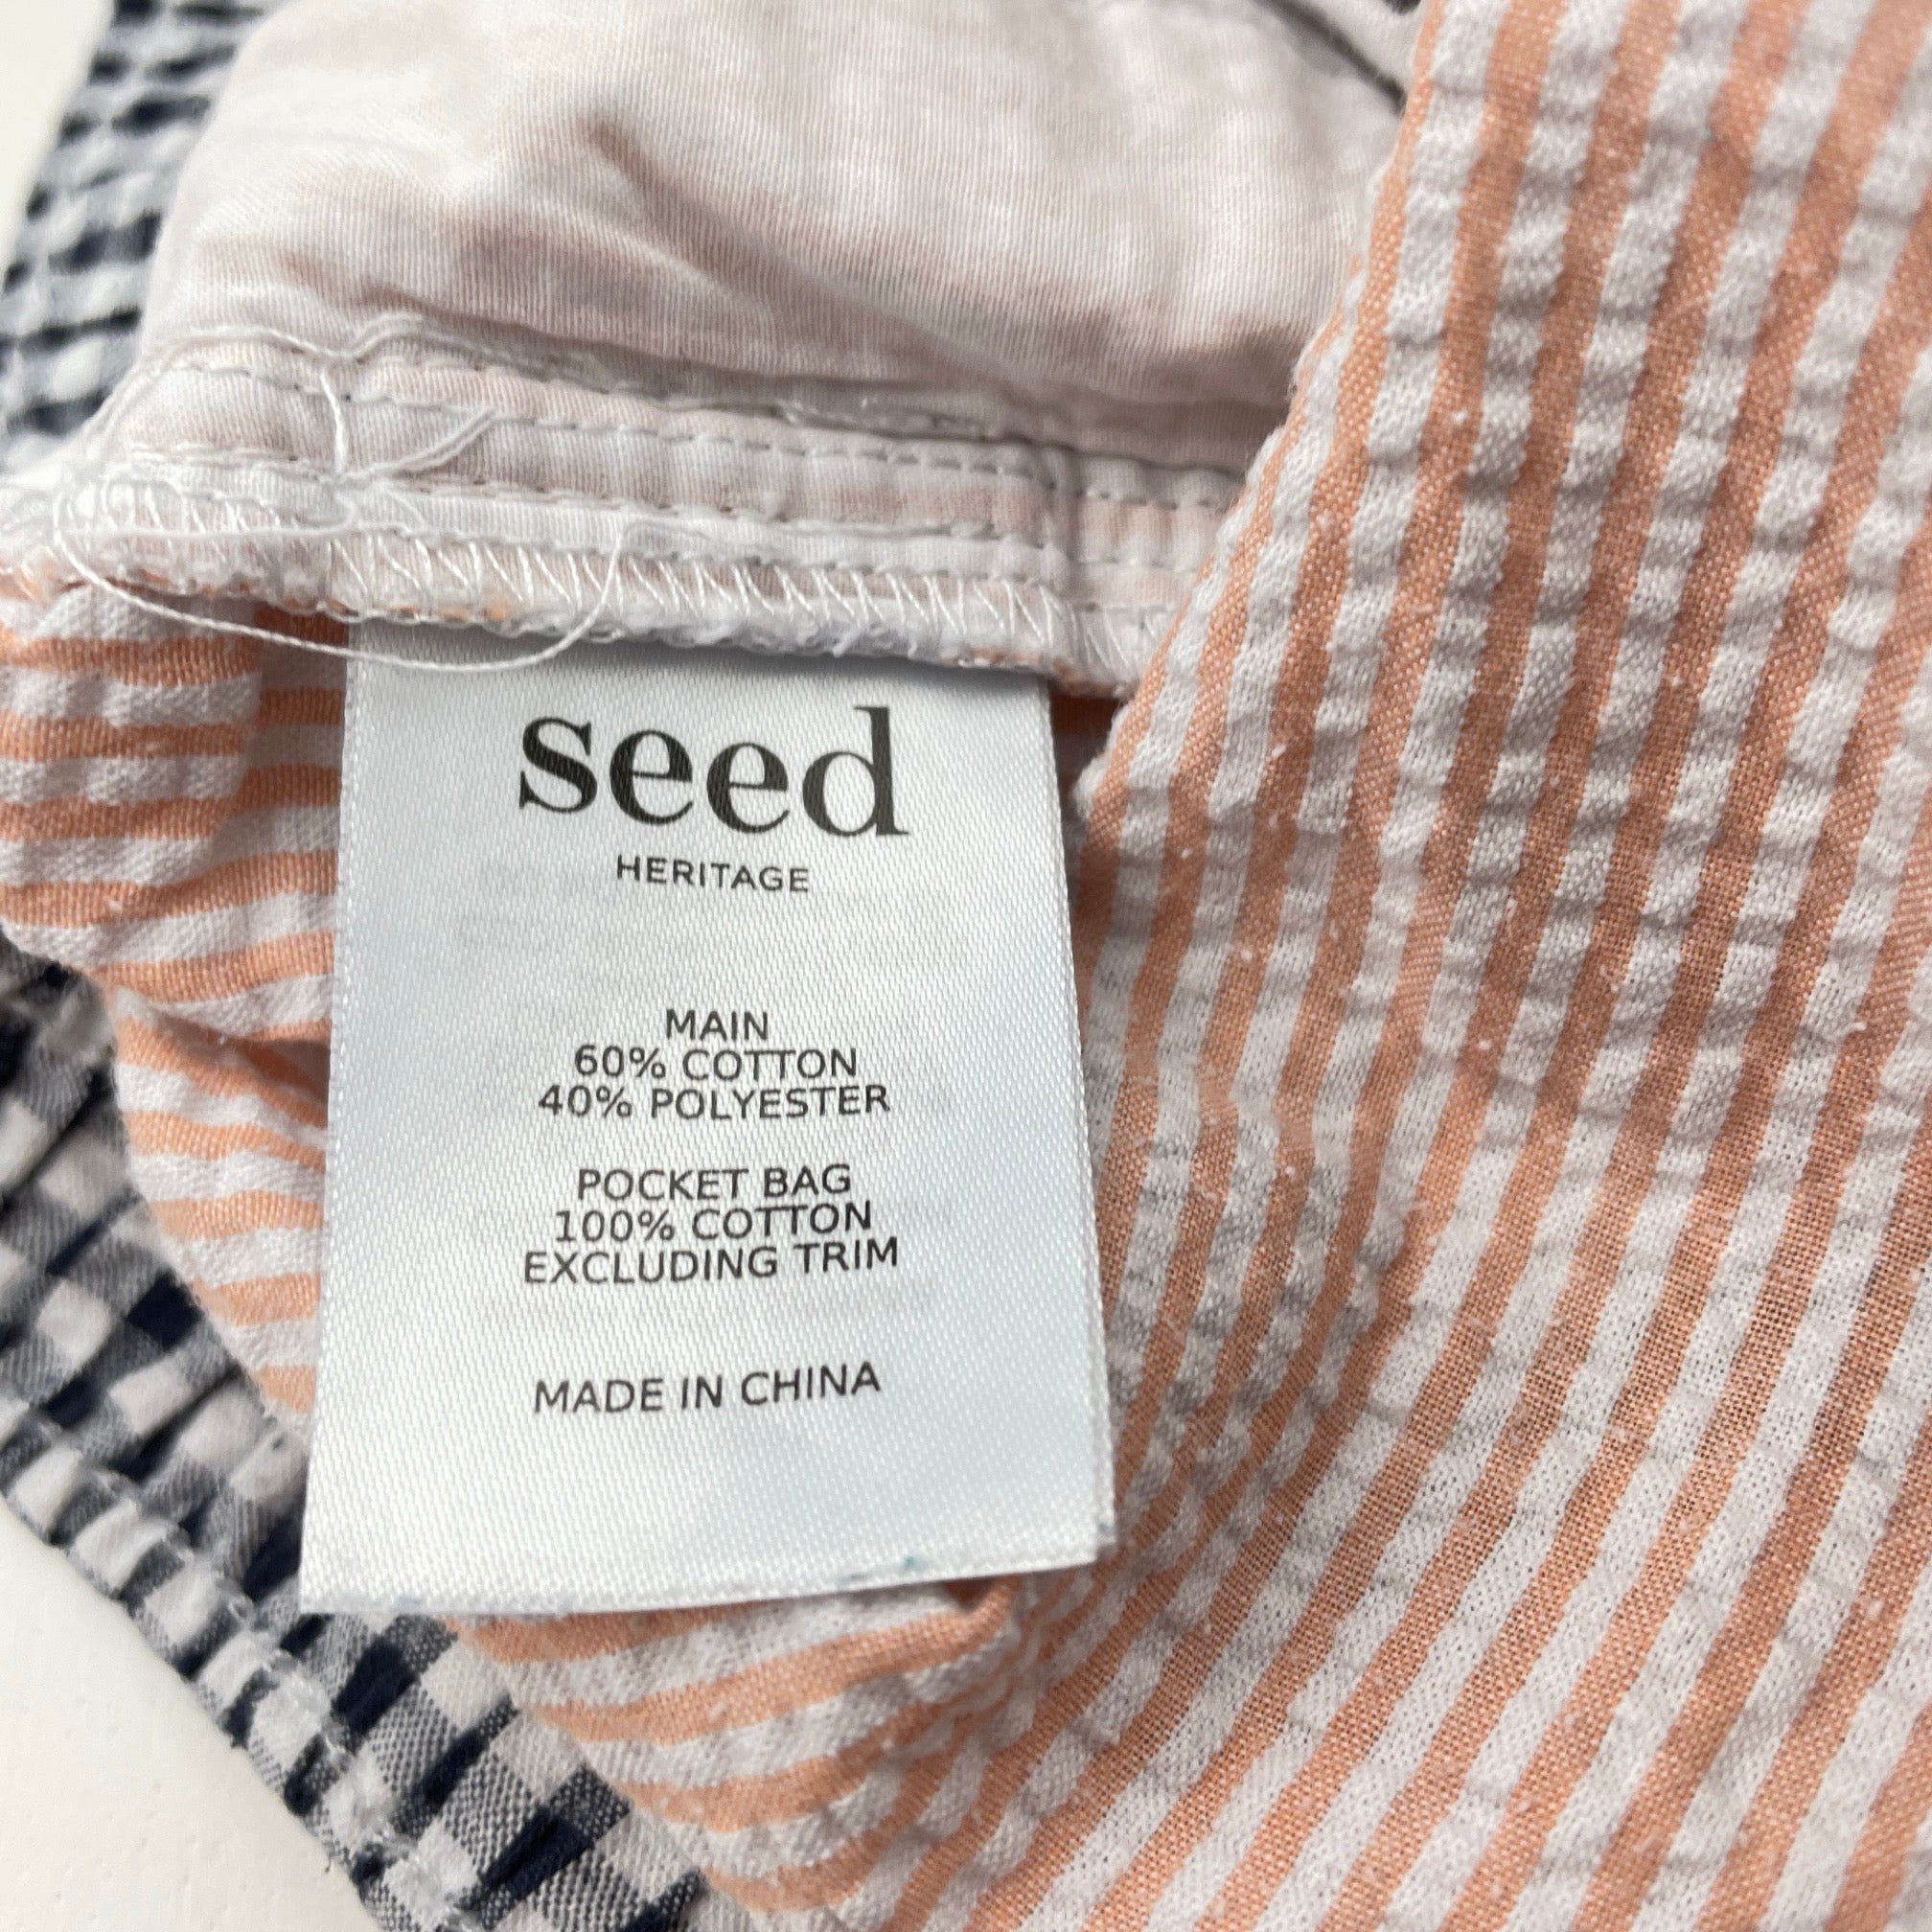 seed
HERITAGE
MAIN
60% COTTON
40% POLYESTER
POCKET BAG
100% COTTON
EXCLUDING TRIM
MADE IN CHINA